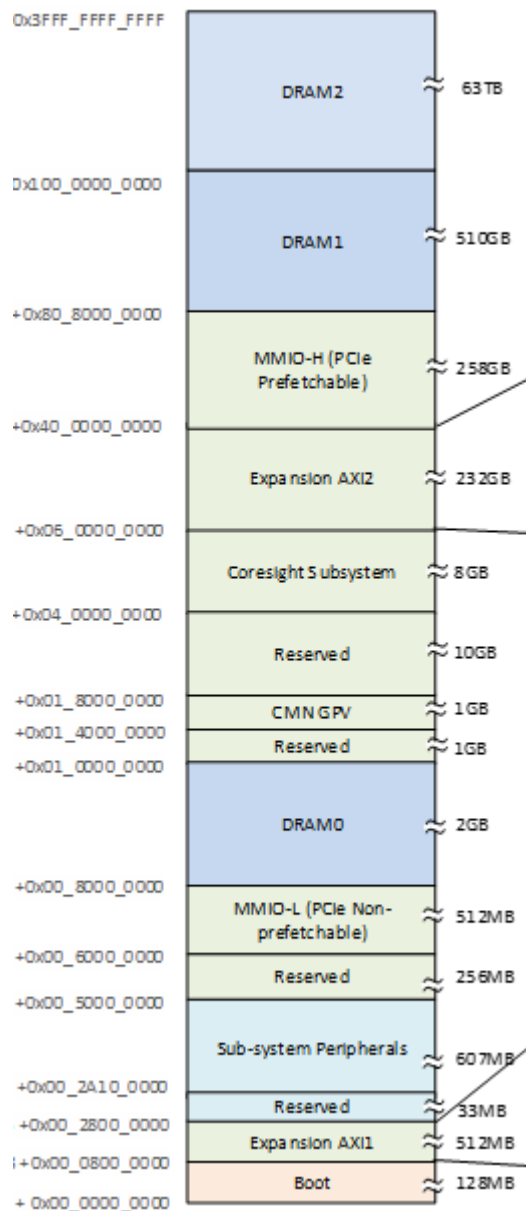 0x3FFF_FFFF_FFFF
DRAM2
63TB
0x100_0000_0000
DRAM1
510GB
+0x80_8000_0000
MMIO-H (PCIe
Prefetchable)
258GB
+0x40_0000_0000
Expansion AXI2
232GB
+0x06_0000_0000
Coresight Subsystem
8GB
+0x04_0000_0000
Reserved
10GB
+0x01_8000_0000
CMN GPV
1GB
+0x01_4000_0000
Reserved
1GB
+0x01_0000_0000
DRAM0
2GB
+0x00_8000_0000
MMIO-L (PCIe Non-
prefetchable)
512MB
+0x00_6000_0000
Reserved
256MB
+0x00_5000_0000
Sub-system Peripherals
607MB
+0x00_2A10_0000
Reserved
33MB
+0x00_2800_0000
Expansion AXI1
512MB
+0x00_0800_0000
Boot
128MB
+ 0x00_0000_0000